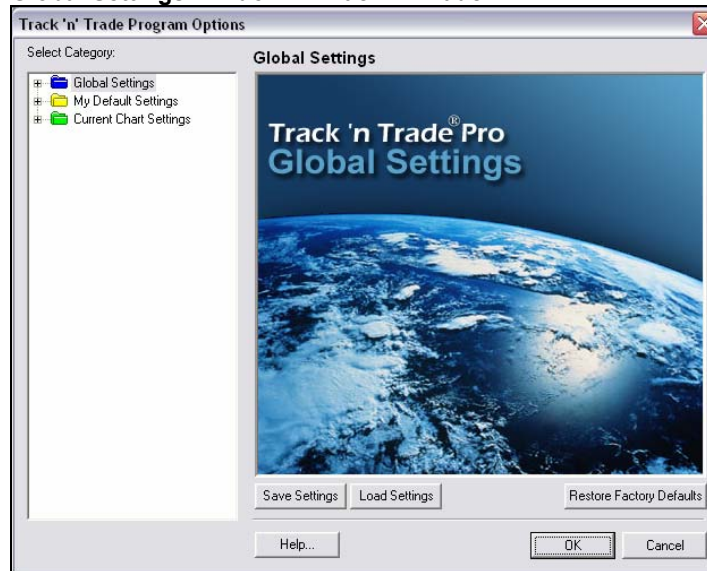 Track 'n' Trade Program Options
Select Category:
Global Settings
My Default Settings
Current Chart Settings
Global Settings
Track 'n Trade® Pro
Global Settings
Save Settings
Load Settings
Restore Factory Defaults
Help...
OK
Cancel